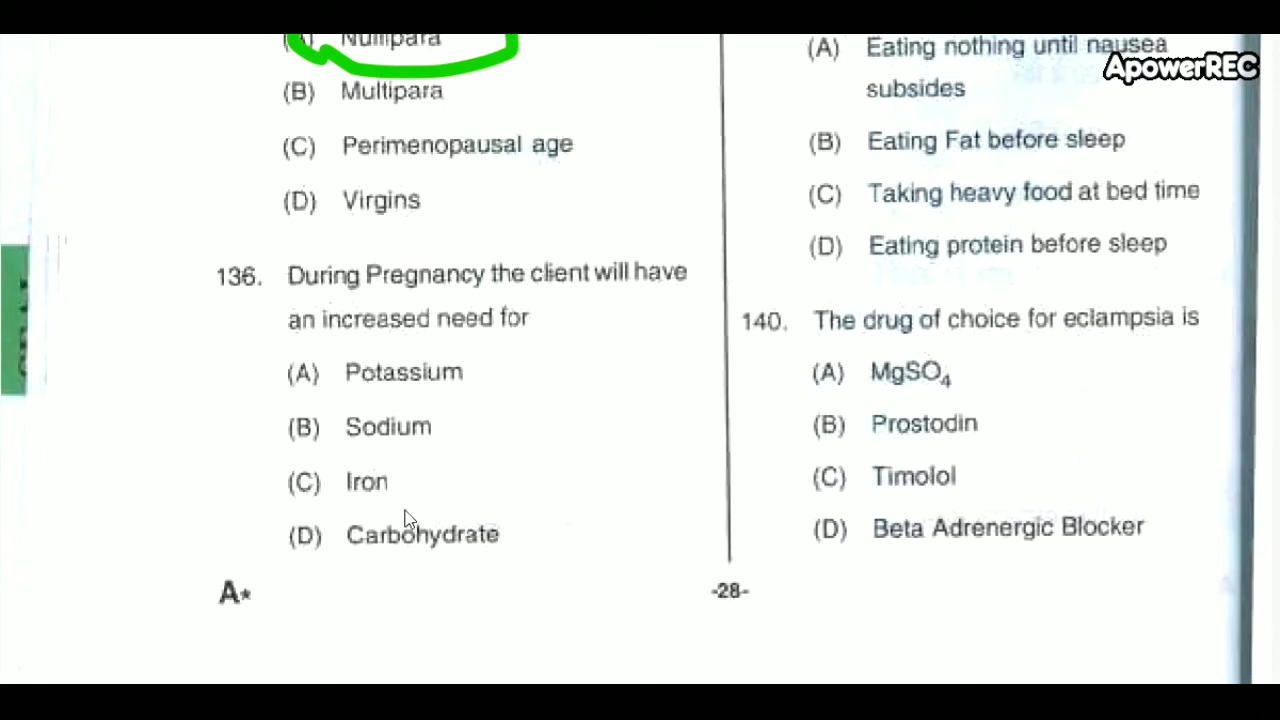 (A) Nullipara
(B) Multipara
(C) Perimenopausal age
(D) Virgins
136. During Pregnancy the client will have
an increased need for
(A) Potassium
(B) Sodium
(C) Iron
(D) Carbohydrate
A*
(A) Eating nothing until nausea
subsides
(B) Eating Fat before sleep
(C) Taking heavy food at bed time
(D) Eating protein before sleep
140. The drug of choice for eclampsia is
(A) MgSO₄
(B) Prostodin
(C) Timolol
(D) Beta Adrenergic Blocker
-28-
ApowerREC